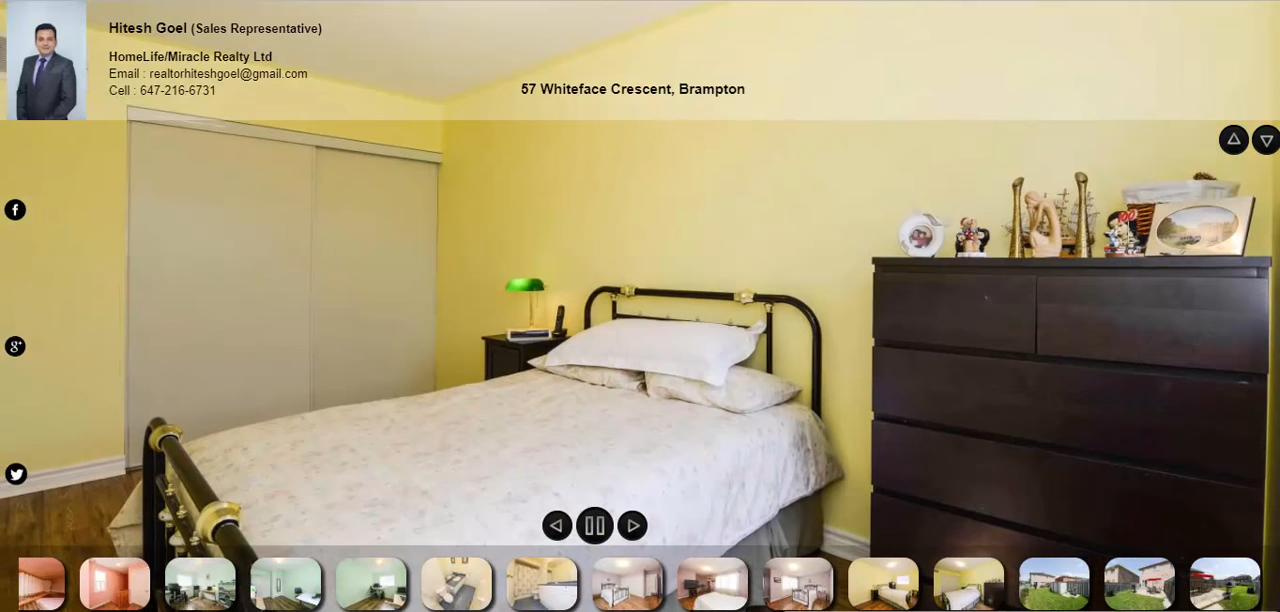 Hitesh Goel (Sales Representative)
HomeLife/Miracle Realty Ltd
Email : realtorhiteshgoel@gmail.com
Cell : 647-216-6731
57 Whiteface Crescent, Brampton